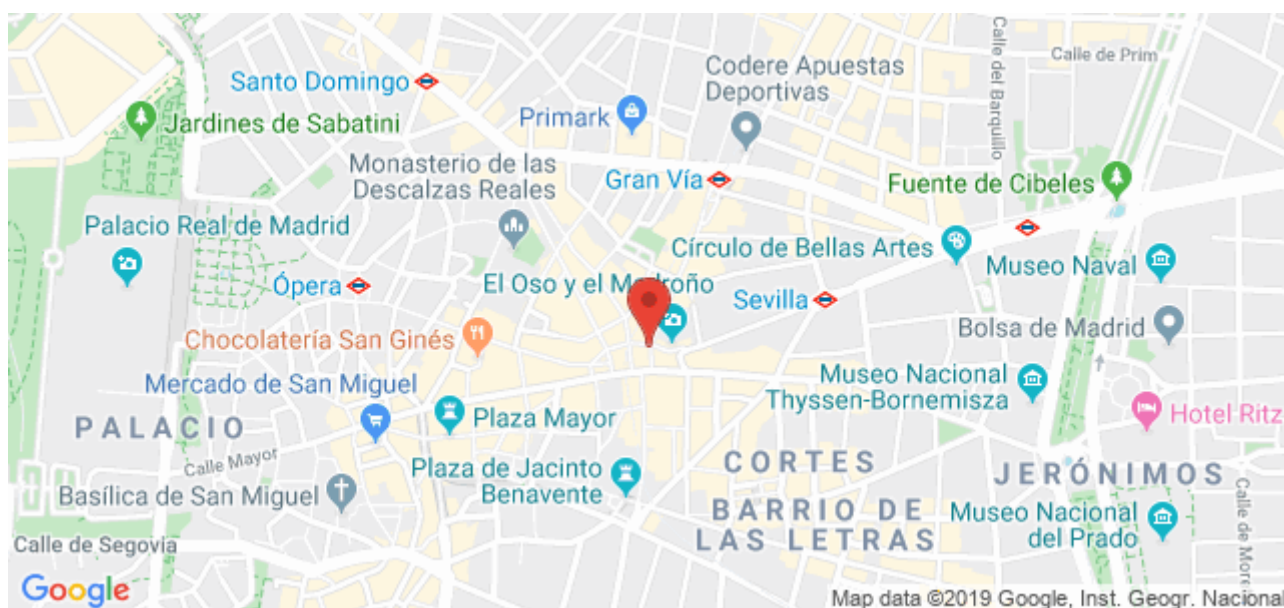 Calle de Prim
Calle del Barquillo
Santo Domingo
Codere Apuestas
Deportivas
Primark
Jardines de Sabatini
Monasterio de las
Descalzas Reales
Gran Vía
Fuente de Cibeles
Palacio Real de Madrid
Círculo de Bellas Artes
Museo Naval
Ópera
El Oso y el Madroño
Sevilla
Bolsa de Madrid
Chocolatería San Ginés
Mercado de San Miguel
Museo Nacional
Thyssen-Bornemisza
Hotel Ritz
PALACIO
Plaza Mayor
Calle Mayor
Plaza de Jacinto
Benavente
CORTES
JERÓNIMOS
Basílica de San Miguel
BARRIO DE
LAS LETRAS
Museo Nacional
del Prado
Calle de More
Calle de Segovia
Google
Map data ©2019 Google, Inst. Geogr. Nacional